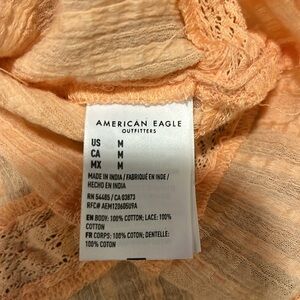 AMERICAN EAGLE
OUTFITTERS
US M
CA M
MX M
MADE IN INDIA / FABRIQUÉ EN INDE /
HECHO EN INDIA
RN 54485 / CA 03873
RFC# AEM120605U9A
EN BODY: 100% COTTON; LACE: 100%
COTTON
FR CORPS: 100% COTON; DENTELLE:
100% COTON